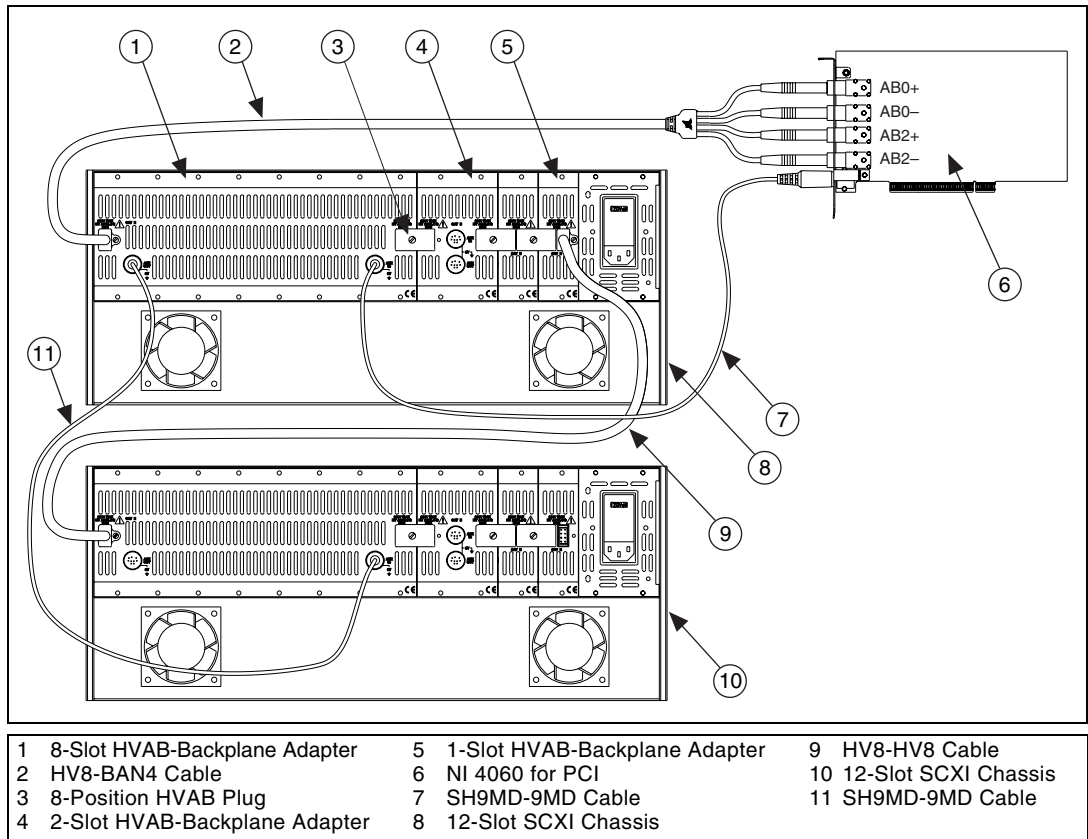 1
2
3
4
5
AB0+
AB0–
AB2+
AB2–
6
11
7
8
9
10
1 8-Slot HVAB-Backplane Adapter
2 HV8-BAN4 Cable
3 8-Position HVAB Plug
4 2-Slot HVAB-Backplane Adapter
5 1-Slot HVAB-Backplane Adapter
6 NI 4060 for PCI
7 SH9MD-9MD Cable
8 12-Slot SCXI Chassis
9 HV8-HV8 Cable
10 12-Slot SCXI Chassis
11 SH9MD-9MD Cable